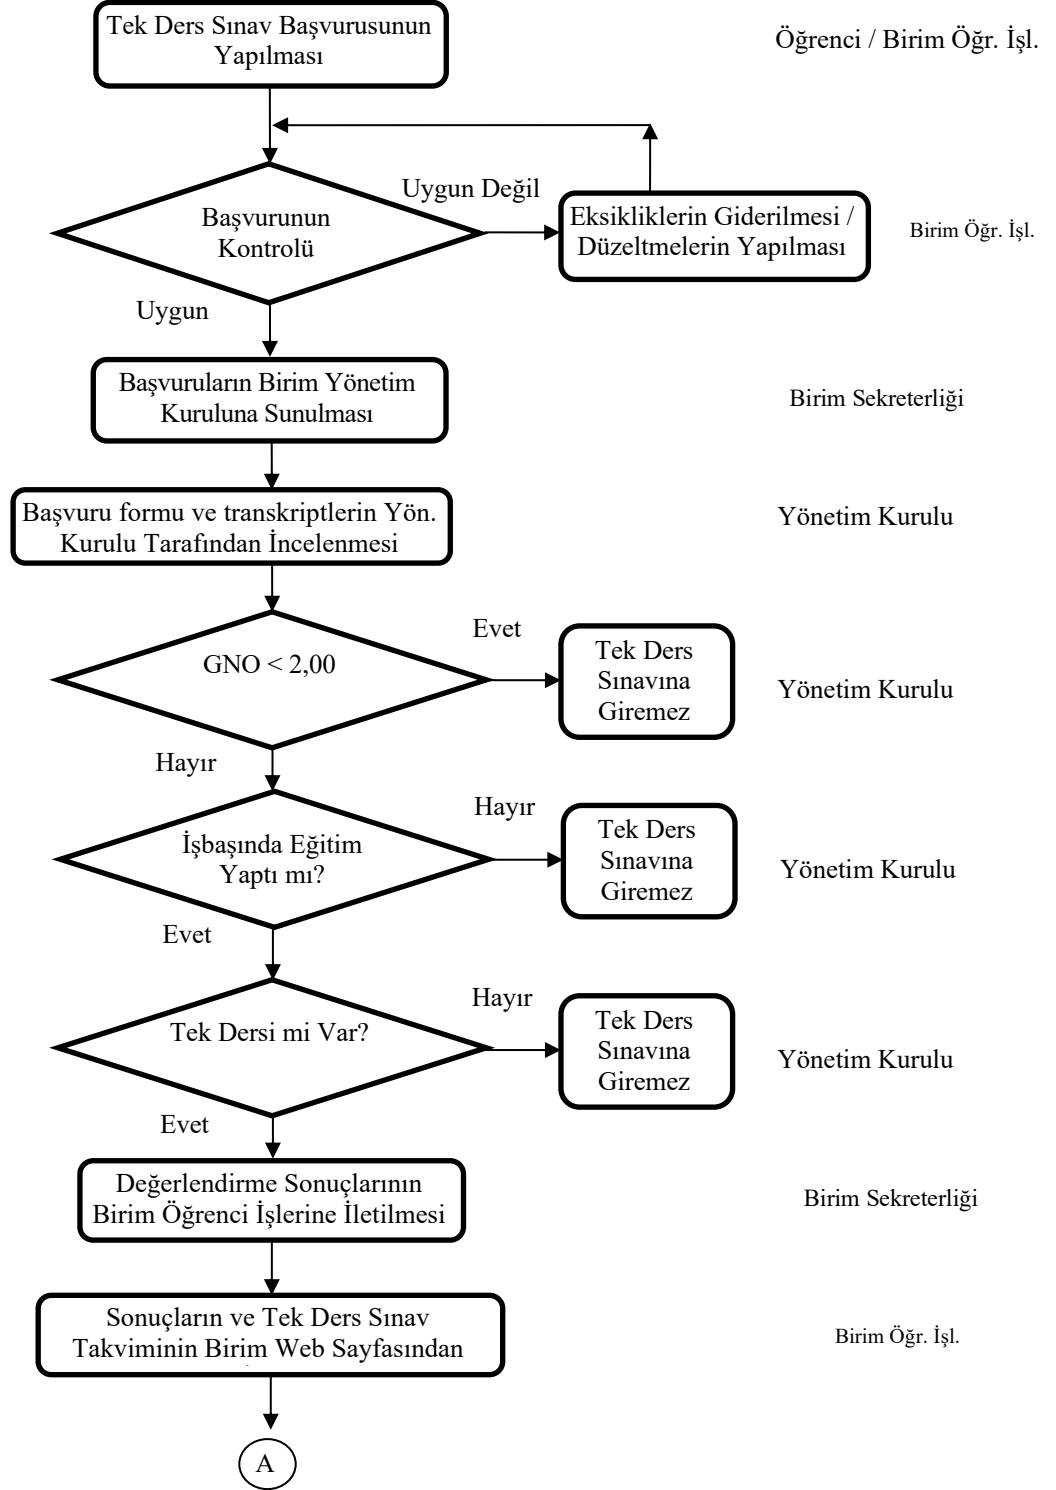 Tek Ders Sınav Başvurusunun
Yapılması
Öğrenci / Birim Öğr. İşl.
Uygun Değil
Başvurunun
Kontrolü
Eksikliklerin Giderilmesi /
Düzeltmelerin Yapılması
Birim Öğr. İşl.
Uygun
Başvuruların Birim Yönetim
Kuruluna Sunulması
Birim Sekreterliği
Başvuru formu ve transkriptlerin Yön.
Kurulu Tarafından İncelenmesi
Yönetim Kurulu
GNO < 2,00
Evet
Tek Ders
Sınavına
Giremez
Yönetim Kurulu
Hayır
İşbaşında Eğitim
Yaptı mı?
Hayır
Tek Ders
Sınavına
Giremez
Yönetim Kurulu
Evet
Tek Dersi mi Var?
Hayır
Tek Ders
Sınavına
Giremez
Yönetim Kurulu
Evet
Değerlendirme Sonuçlarının
Birim Öğrenci İşlerine İletilmesi
Birim Sekreterliği
Sonuçların ve Tek Ders Sınav
Takviminin Birim Web Sayfasından
Birim Öğr. İşl.
A